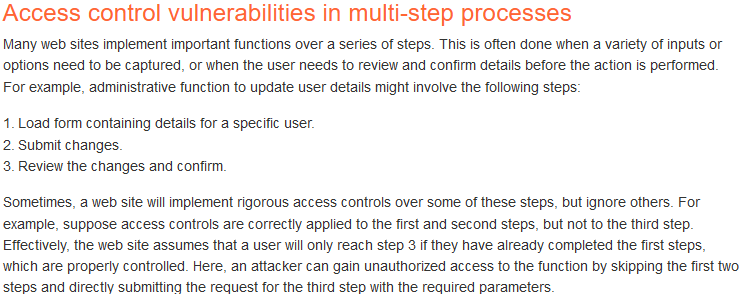 Access control vulnerabilities in multi-step processes
Many web sites implement important functions over a series of steps. This is often done when a variety of inputs or
options need to be captured, or when the user needs to review and confirm details before the action is performed.
For example, administrative function to update user details might involve the following steps:
1. Load form containing details for a specific user.
2. Submit changes.
3. Review the changes and confirm.
Sometimes, a web site will implement rigorous access controls over some of these steps, but ignore others. For
example, suppose access controls are correctly applied to the first and second steps, but not to the third step.
Effectively, the web site assumes that a user will only reach step 3 if they have already completed the first steps,
which are properly controlled. Here, an attacker can gain unauthorized access to the function by skipping the first two
steps and directly submitting the request for the third step with the required parameters.